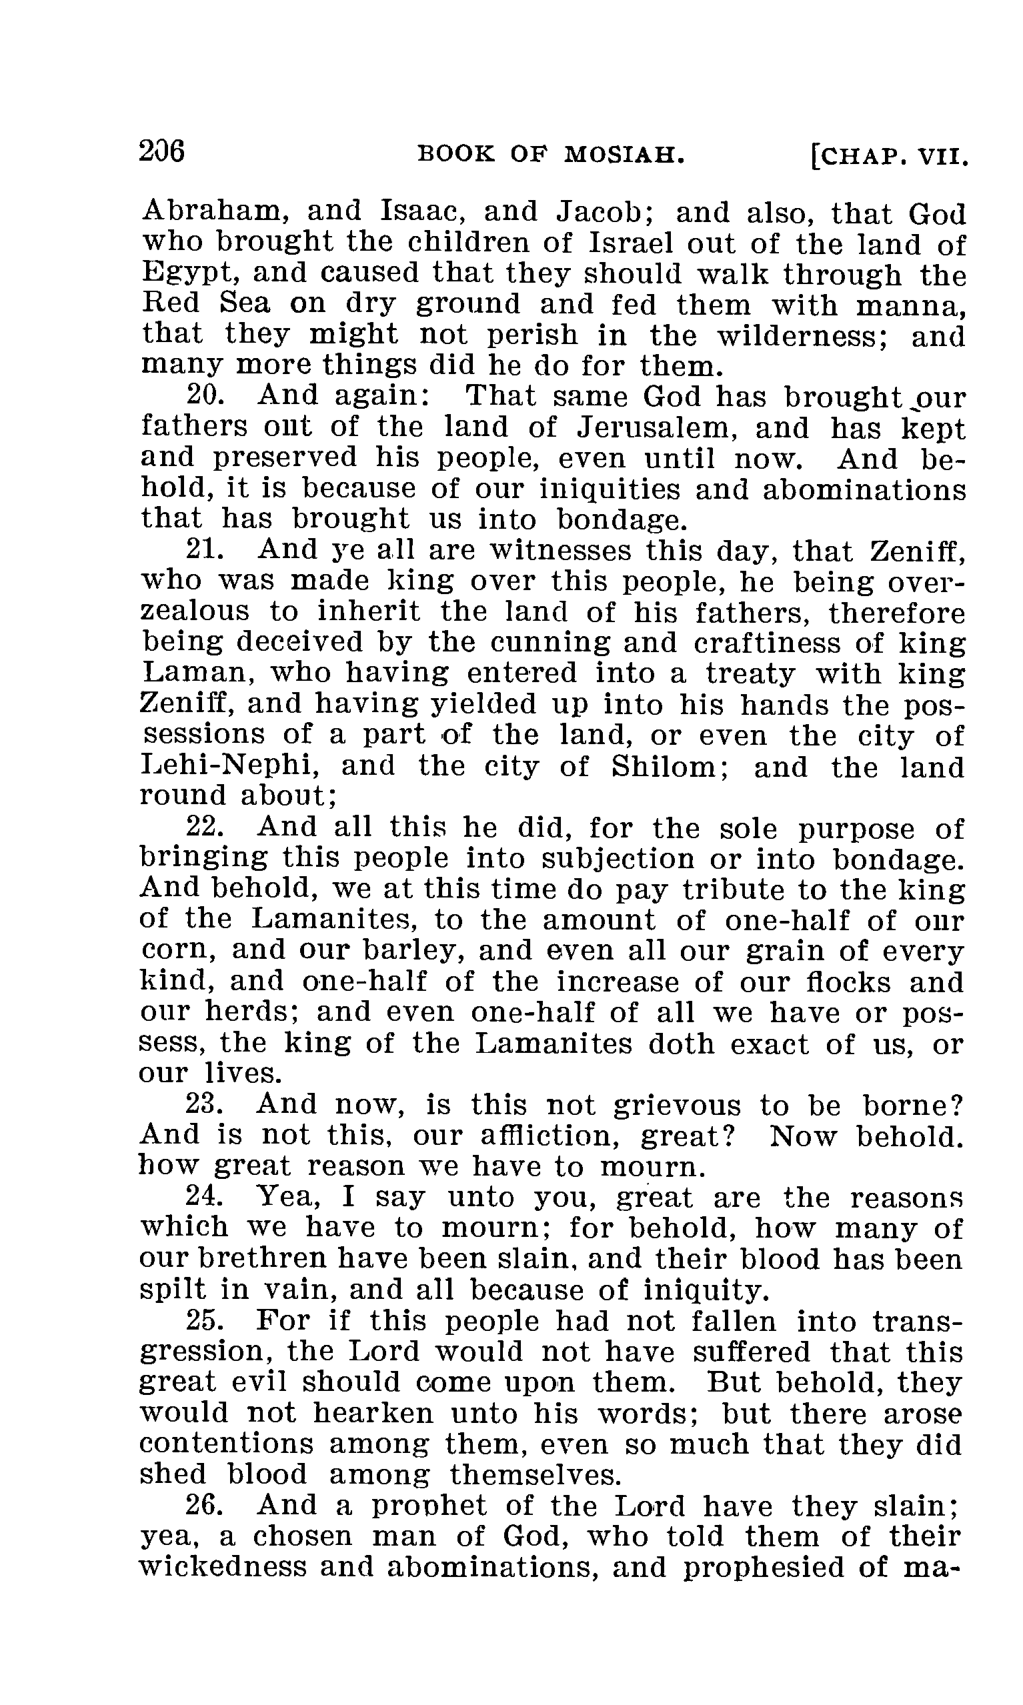 206 BOOK OF MOSIAH. [CHAP. VII.
Abraham, and Isaac, and Jacob; and also, that God
who brought the children of Israel out of the land of
Egypt, and caused that they should walk through the
Red Sea on dry ground and fed them with manna,
that they might not perish in the wilderness; and
many more things did he do for them.
20. And again: That same God has brought our
fathers out of the land of Jerusalem, and has kept
and preserved his people, even until now. And be-
hold, it is because of our iniquities and abominations
that has brought us into bondage.
21. And ye all are witnesses this day, that Zeniff,
who was made king over this people, he being over-
zealous to inherit the land of his fathers, therefore
being deceived by the cunning and craftiness of king
Laman, who having entered into a treaty with king
Zeniff, and having yielded up into his hands the pos-
sessions of a part of the land, or even the city of
Lehi-Nephi, and the city of Shilom; and the land
round about;
22. And all this he did, for the sole purpose of
bringing this people into subjection or into bondage.
And behold, we at this time do pay tribute to the king
of the Lamanites, to the amount of one-half of our
corn, and our barley, and even all our grain of every
kind, and one-half of the increase of our flocks and
our herds; and even one-half of all we have or pos-
sess, the king of the Lamanites doth exact of us, or
our lives.
23. And now, is this not grievous to be borne?
And is not this, our affliction, great? Now behold.
how great reason we have to mourn.
24. Yea, I say unto you, great are the reasons
which we have to mourn; for behold, how many of
our brethren have been slain, and their blood has been
spilt in vain, and all because of iniquity.
25. For if this people had not fallen into trans-
gression, the Lord would not have suffered that this
great evil should come upon them. But behold, they
would not hearken unto his words; but there arose
contentions among them, even so much that they did
shed blood among themselves.
26. And a prophet of the Lord have they slain;
yea, a chosen man of God, who told them of their
wickedness and abominations, and prophesied of ma-